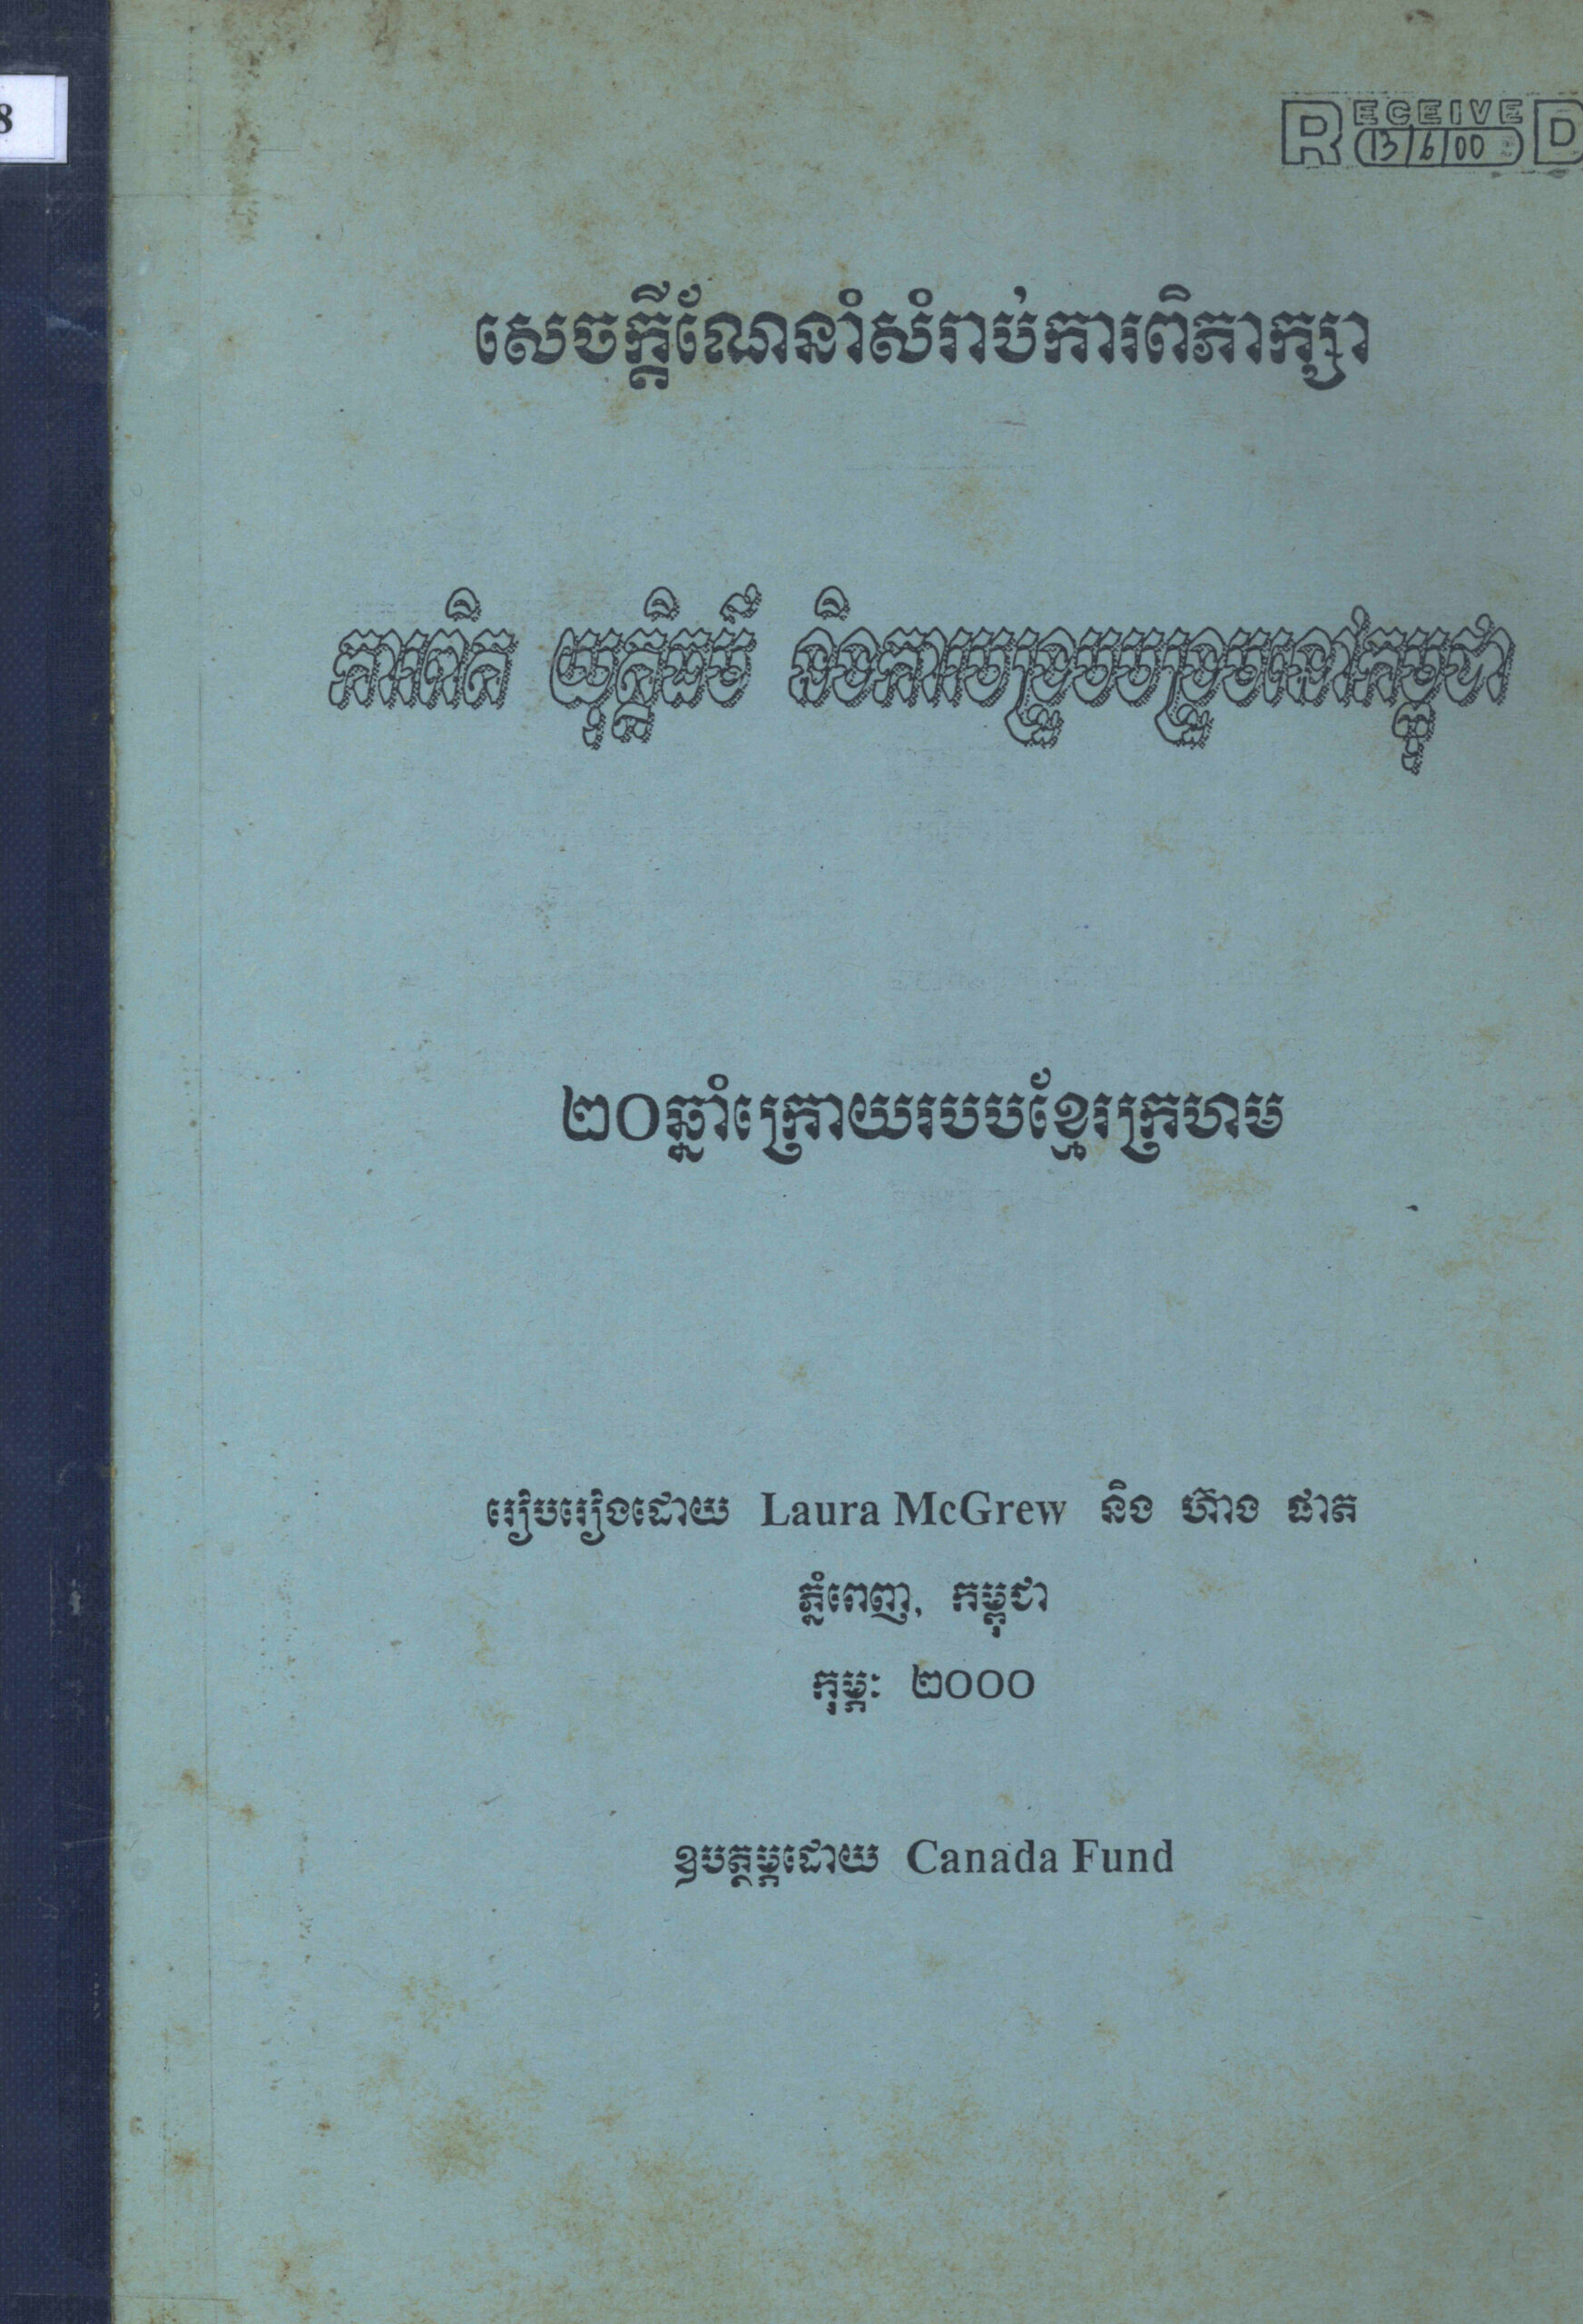 8
RECEIVED
13/6/00
សេចក្តីណែនាំសំរាប់ការពិភាក្សា
ការពិត យុត្តិធម៌ និងការបង្រួបបង្រួមនៅកម្ពុជា
២០ឆ្នាំក្រោយរបបខ្មែរក្រហម
រៀបរៀងដោយ Laura McGrew និង ហ៊ាង ផាត
ភ្នំពេញ, កម្ពុជា
កុម្ភៈ ២០០០
ឧបត្ថម្ភដោយ Canada Fund